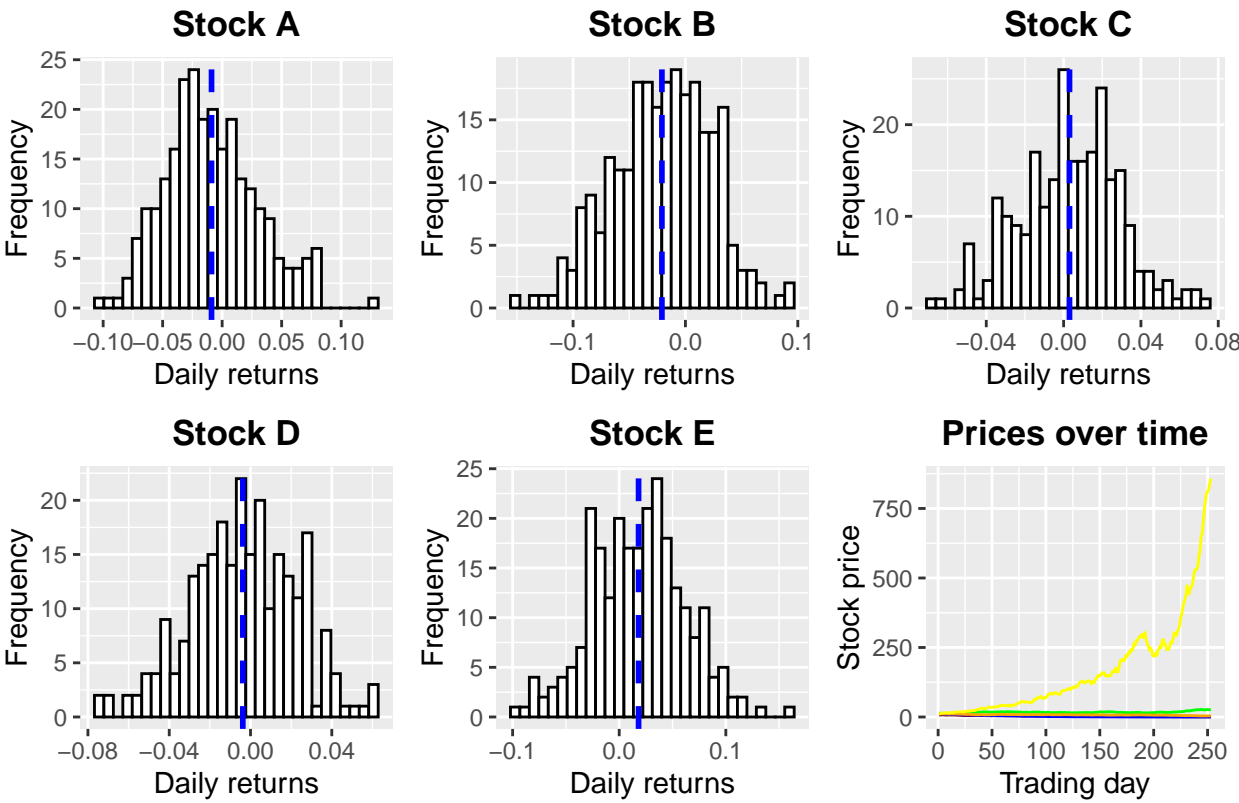 Stock A
Frequency
25
20
15
10
5
0
−0.10 −0.05 0.00 0.05 0.10
Daily returns
Stock B
Frequency
15
10
5
0
−0.1 0.0 0.1
Daily returns
Stock C
Frequency
20
10
0
−0.04 0.00 0.04 0.08
Daily returns
Stock D
Frequency
20
15
10
5
0
−0.08 −0.04 0.00 0.04
Daily returns
Stock E
Frequency
25
20
15
10
5
0
−0.1 0.0 0.1
Daily returns
Prices over time
Stock price
750
500
250
0
0 50 100 150 200 250
Trading day